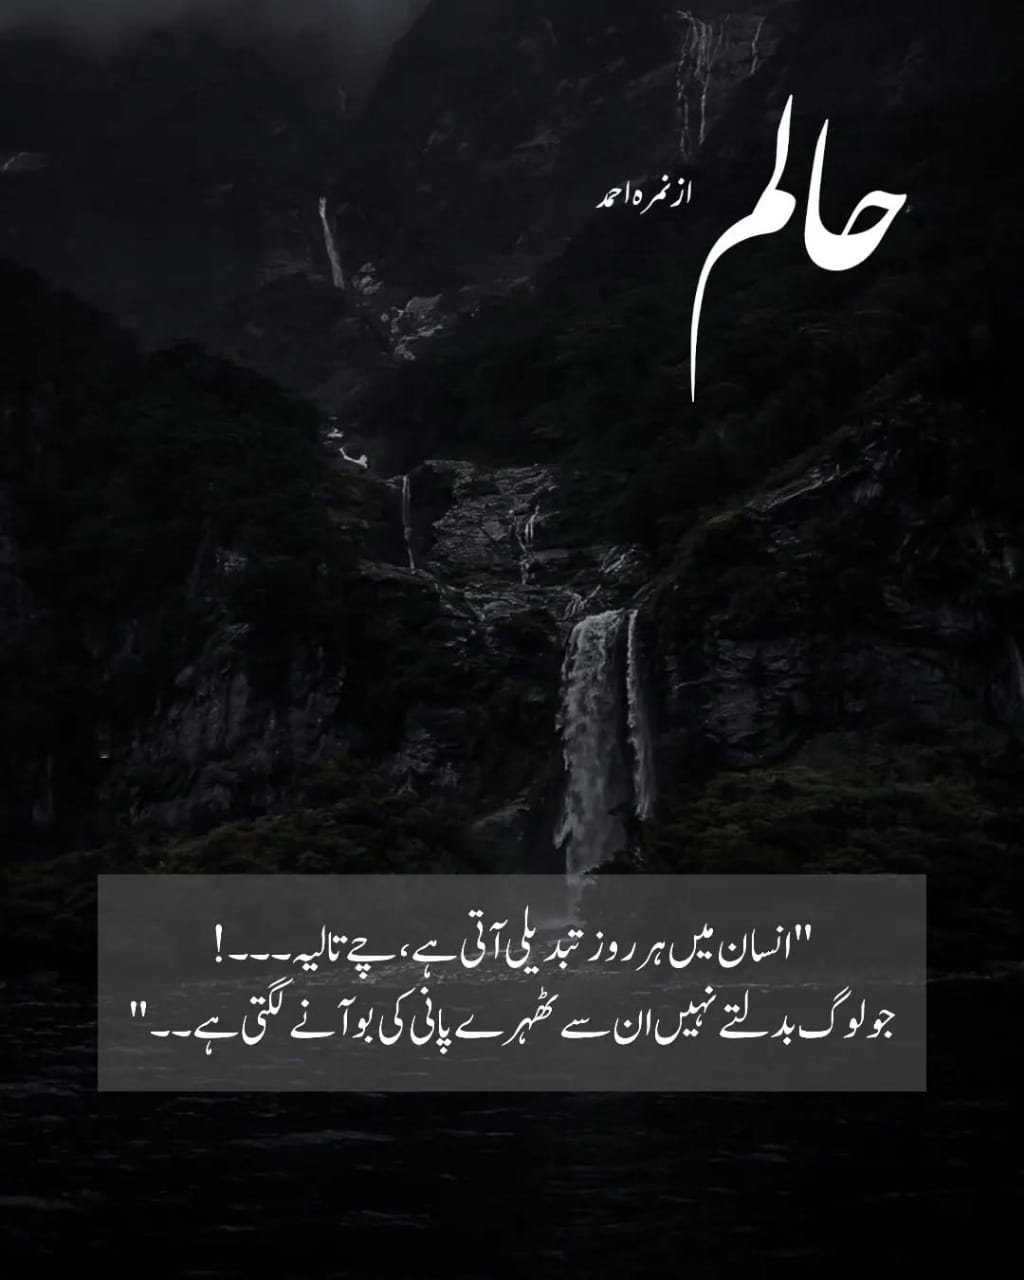 حالم
از نمرہ احمد
"انسان میں ہر روز تبدیلی آتی ہے، چے تالیہ۔۔۔!
جو لوگ بدلتے نہیں ان سے ٹھہرے پانی کی بو آنے لگتی ہے۔۔"